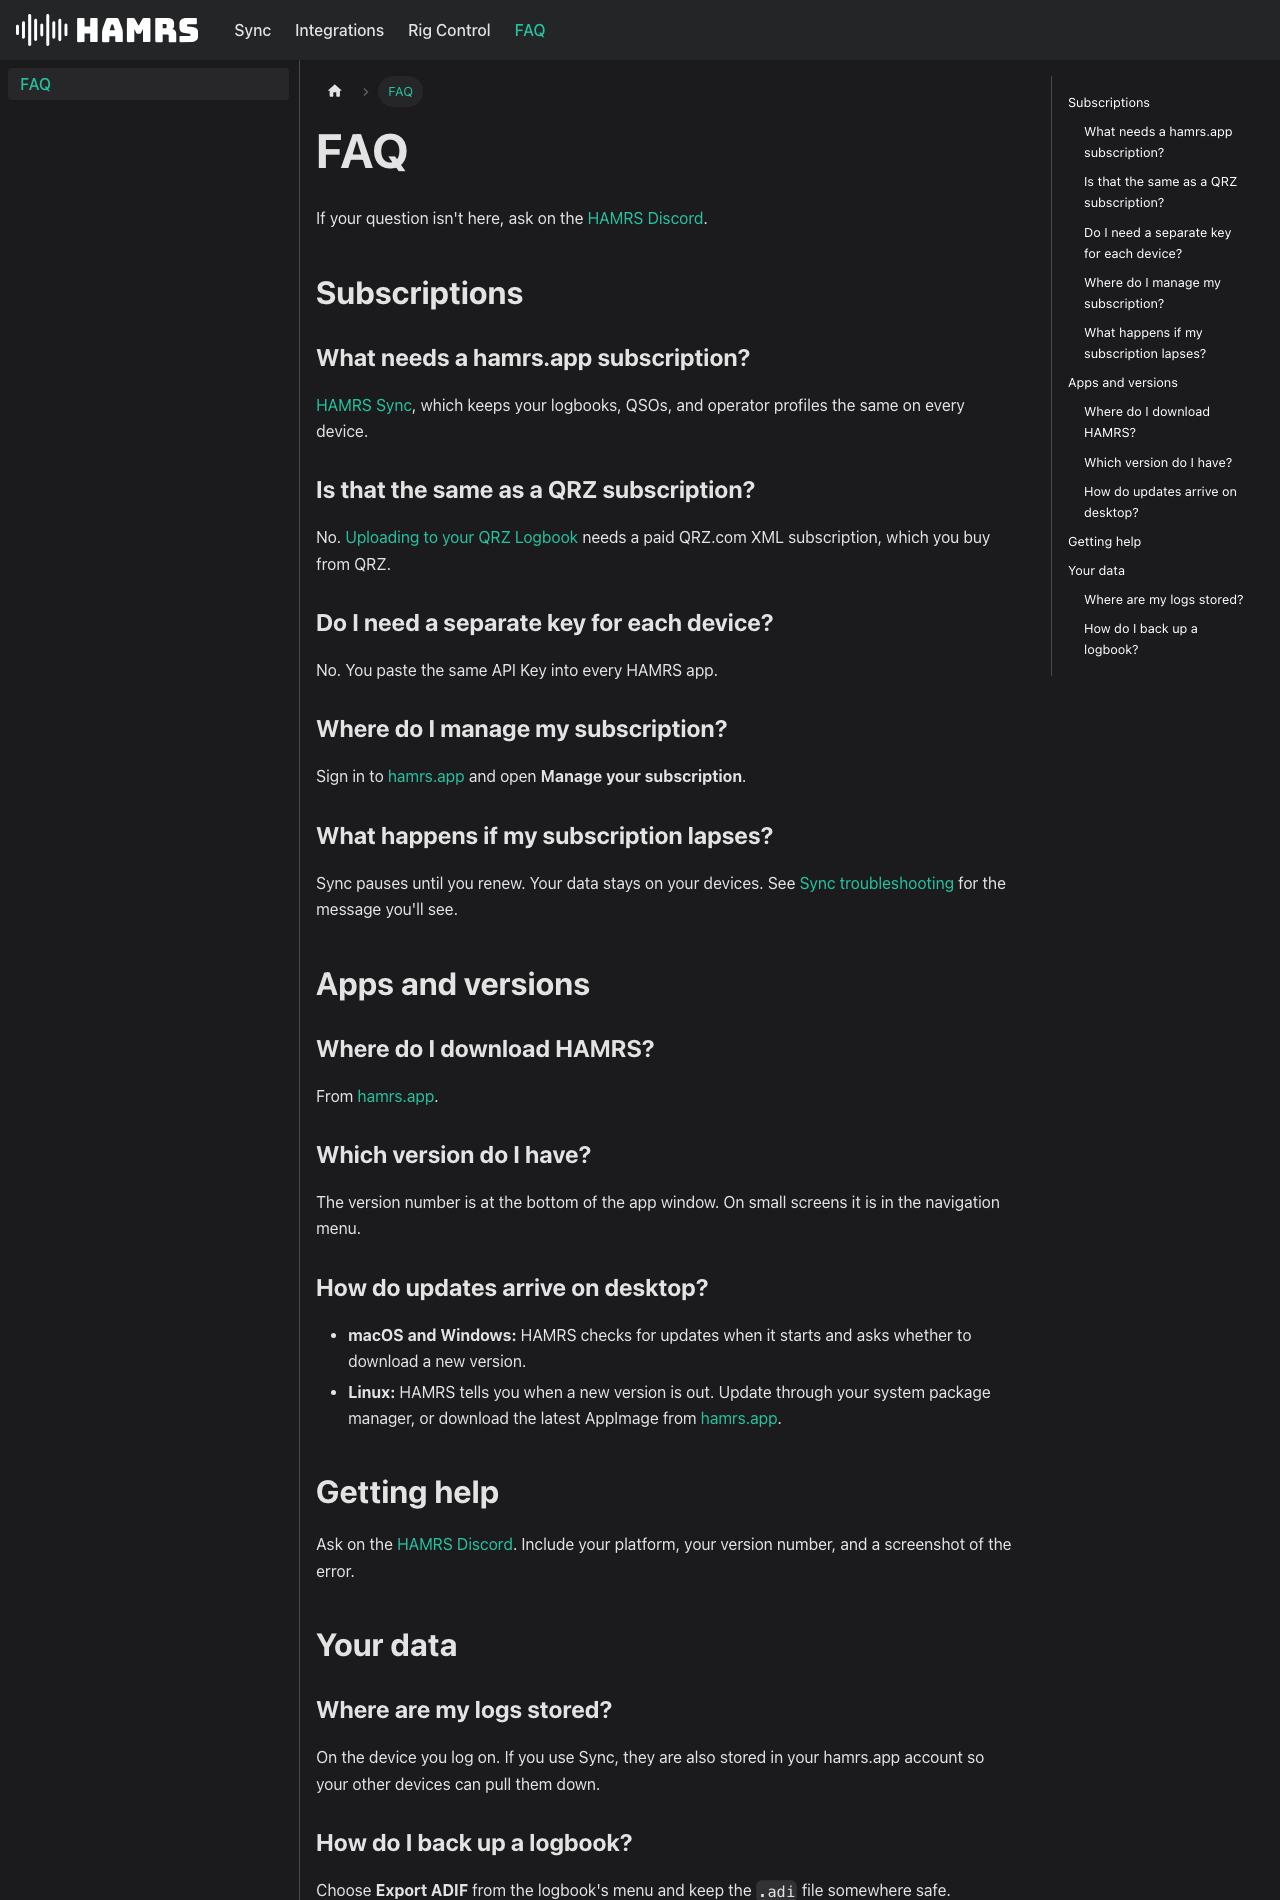 HAMRS
Sync
Integrations
Rig Control
FAQ
FAQ
FAQ
FAQ
If your question isn't here, ask on the HAMRS Discord.
Subscriptions
What needs a hamrs.app subscription?
HAMRS Sync, which keeps your logbooks, QSOs, and operator profiles the same on every
device.
Is that the same as a QRZ subscription?
No. Uploading to your QRZ Logbook needs a paid QRZ.com XML subscription, which you buy
from QRZ.
Do I need a separate key for each device?
No. You paste the same API Key into every HAMRS app.
Where do I manage my subscription?
Sign in to hamrs.app and open Manage your subscription.
What happens if my subscription lapses?
Sync pauses until you renew. Your data stays on your devices. See Sync troubleshooting for the
message you'll see.
Apps and versions
Where do I download HAMRS?
From hamrs.app.
Which version do I have?
The version number is at the bottom of the app window. On small screens it is in the navigation
menu.
How do updates arrive on desktop?
• macOS and Windows: HAMRS checks for updates when it starts and asks whether to
download a new version.
• Linux: HAMRS tells you when a new version is out. Update through your system package
manager, or download the latest AppImage from hamrs.app.
Getting help
Ask on the HAMRS Discord. Include your platform, your version number, and a screenshot of the
error.
Your data
Where are my logs stored?
On the device you log on. If you use Sync, they are also stored in your hamrs.app account so
your other devices can pull them down.
How do I back up a logbook?
Choose Export ADIF from the logbook's menu and keep the .adi file somewhere safe.
Subscriptions
What needs a hamrs.app
subscription?
Is that the same as a QRZ
subscription?
Do I need a separate key
for each device?
Where do I manage my
subscription?
What happens if my
subscription lapses?
Apps and versions
Where do I download
HAMRS?
Which version do I have?
How do updates arrive on
desktop?
Getting help
Your data
Where are my logs stored?
How do I back up a
logbook?